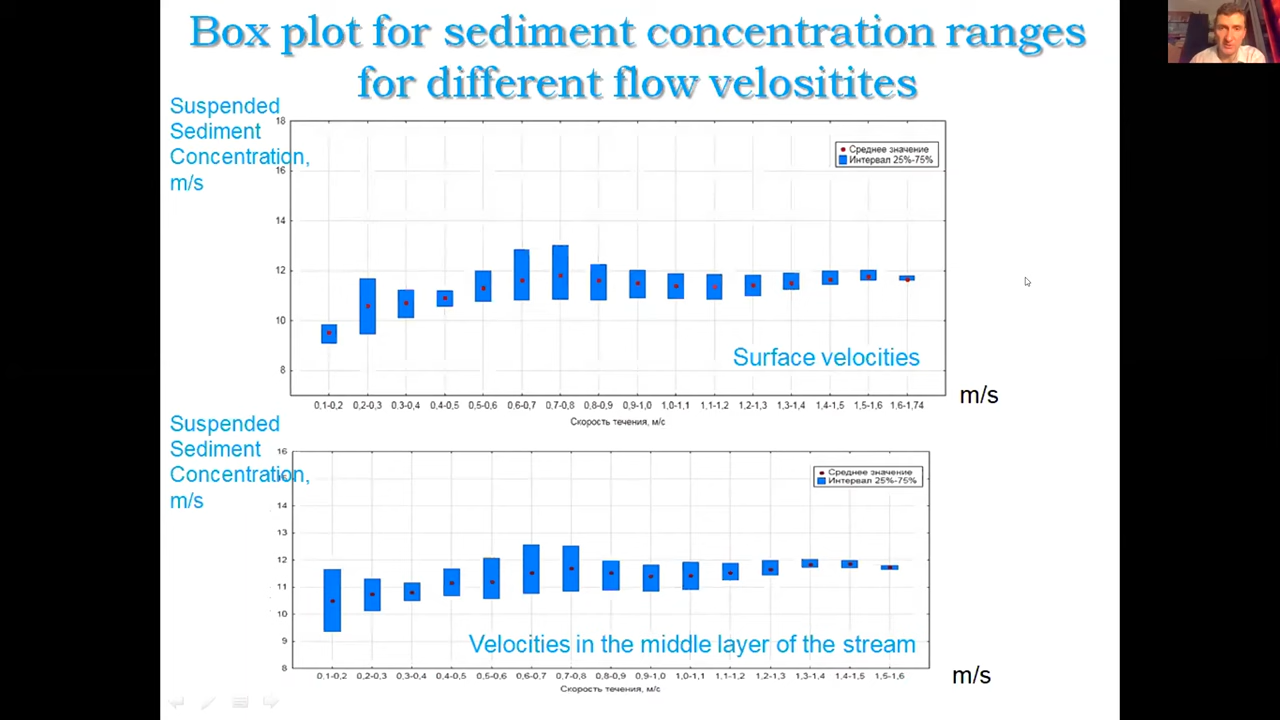 Box plot for sediment concentration ranges
for different flow velositites
Suspended
Sediment
Concentration,
m/s
18
16
14
12
10
8
Среднее значение
Интервал 25%-75%
Surface velocities
0,1-0,2 0,2-0,3 0,3-0,4 0,4-0,5 0,5-0,6 0,6-0,7 0,7-0,8 0,8-0,9 0,9-1,0 1,0-1,1 1,1-1,2 1,2-1,3 1,3-1,4 1,4-1,5 1,5-1,6 1,6-1,74
Скорость течения, м/с
m/s
Suspended
Sediment
Concentration,
m/s
16
14
13
12
11
10
9
8
Среднее значение
Интервал 25%-75%
Velocities in the middle layer of the stream
0,1-0,2 0,2-0,3 0,3-0,4 0,4-0,5 0,5-0,6 0,6-0,7 0,7-0,8 0,8-0,9 0,9-1,0 1,0-1,1 1,1-1,2 1,2-1,3 1,3-1,4 1,4-1,5 1,5-1,6
Скорость течения, м/с
m/s